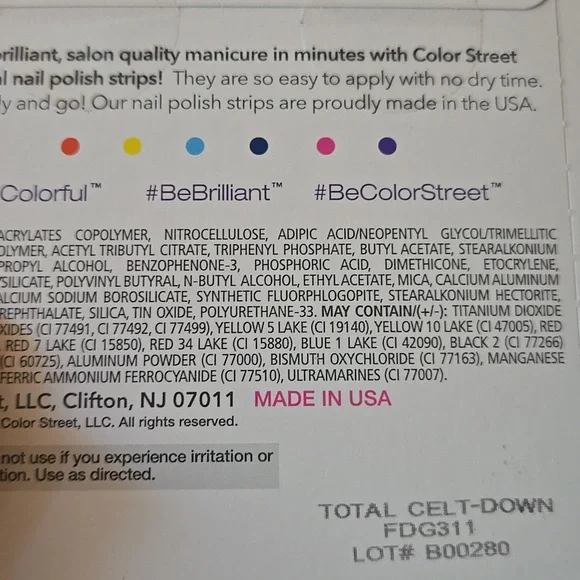 rilliant, salon quality manicure in minutes with Color Street
l nail polish strips! They are so easy to apply with no dry time.
ly and go! Our nail polish strips are proudly made in the USA.
Colorful™ #BeBrilliant™ #BeColorStreet™
ACRYLATES COPOLYMER, NITROCELLULOSE, ADIPIC ACID/NEOPENTYL GLYCOL/TRIMELLITIC
OLYMER, ACETYL TRIBUTYL CITRATE, TRIPHENYL PHOSPHATE, BUTYL ACETATE, STEARALKONIUM
PROPYL ALCOHOL, BENZOPHENONE-3, PHOSPHORIC ACID, DIMETHICONE, ETOCRYLENE,
SILICATE, POLYVINYL BUTYRAL, N-BUTYL ALCOHOL, ETHYL ACETATE, MICA, CALCIUM ALUMINUM
ALCIUM SODIUM BOROSILICATE, SYNTHETIC FLUORPHLOGOPITE, STEARALKONIUM HECTORITE,
REPHTHALATE, SILICA, TIN OXIDE, POLYURETHANE-33. MAY CONTAIN/(+/-): TITANIUM DIOXIDE
XIDES (CI 77491, CI 77492, CI 77499), YELLOW 5 LAKE (CI 19140), YELLOW 10 LAKE (CI 47005), RED
, RED 7 LAKE (CI 15850), RED 34 LAKE (CI 15880), BLUE 1 LAKE (CI 42090), BLACK 2 (CI 77266)
(CI 60725), ALUMINUM POWDER (CI 77000), BISMUTH OXYCHLORIDE (CI 77163), MANGANESE
FERRIC AMMONIUM FERROCYANIDE (CI 77510), ULTRAMARINES (CI 77007).
t, LLC, Clifton, NJ 07011 MADE IN USA
Color Street, LLC. All rights reserved.
not use if you experience irritation or
tion. Use as directed.
TOTAL CELT-DOWN
FDG311
LOT# B00280